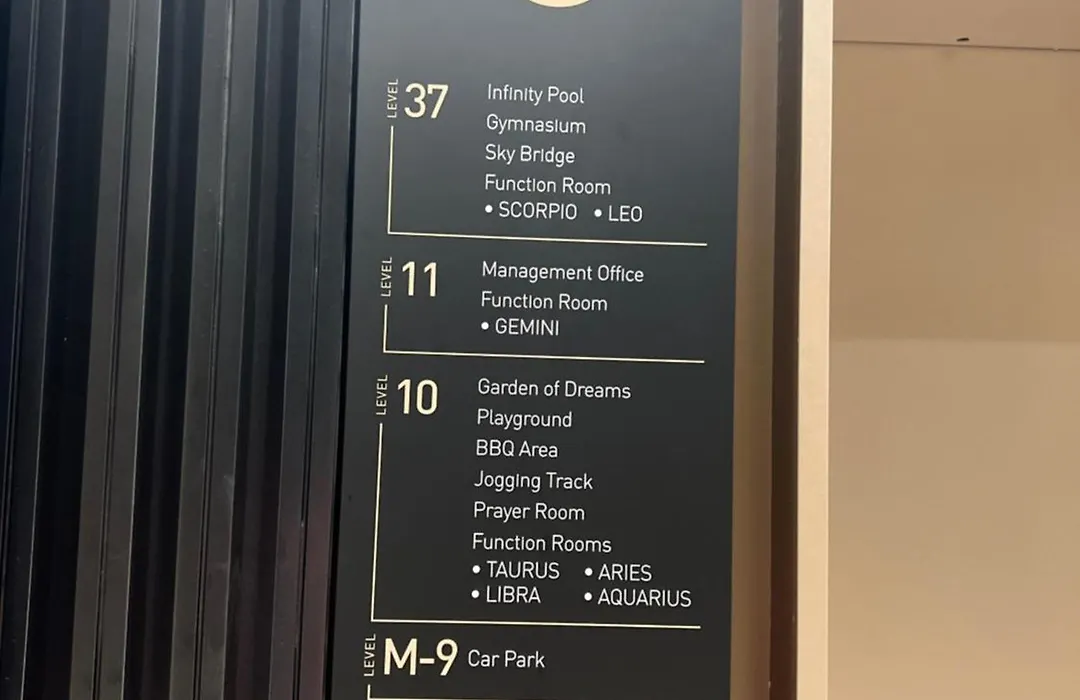 LEVEL 37 Infinity Pool
Gymnasium
Sky Bridge
Function Room
• SCORPIO • LEO
LEVEL 11 Management Office
Function Room
• GEMINI
LEVEL 10 Garden of Dreams
Playground
BBQ Area
Jogging Track
Prayer Room
Function Rooms
• TAURUS • ARIES
• LIBRA • AQUARIUS
LEVEL M-9 Car Park